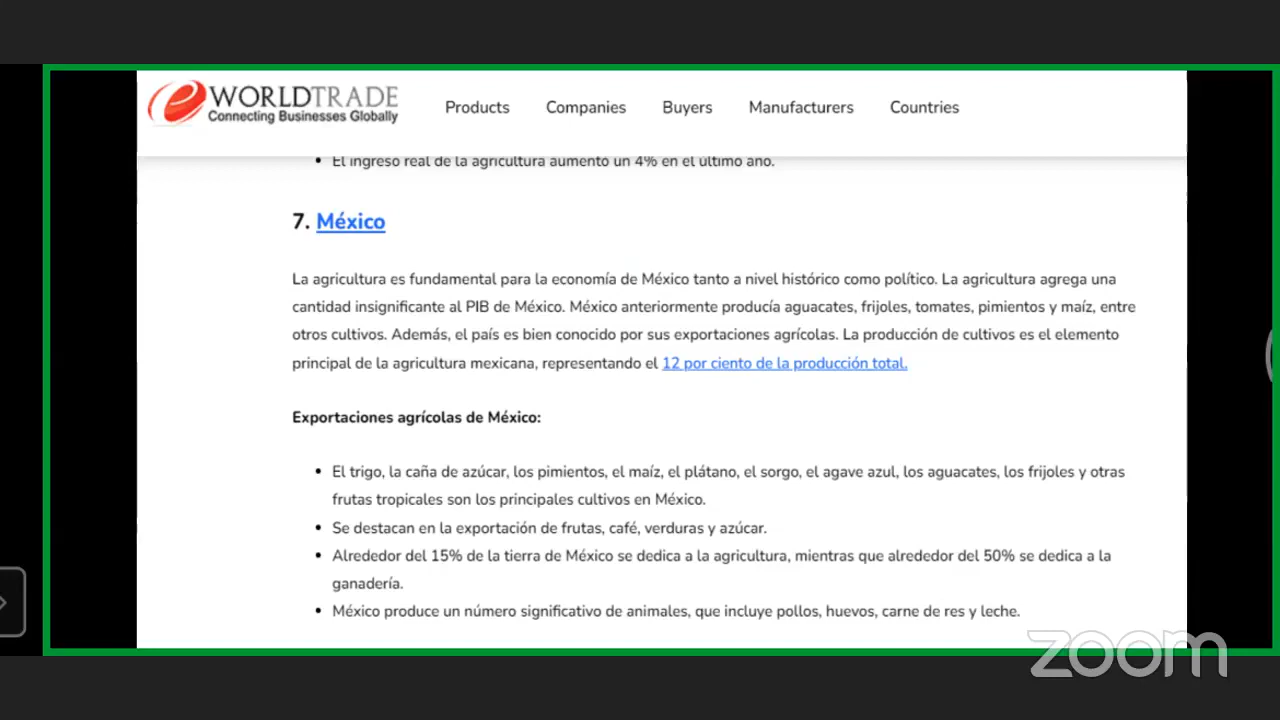 WORLDTRADE
Connecting Businesses Globally
Products Companies Buyers Manufacturers Countries
• El ingreso real de la agricultura aumentó un 4% en el último año.
7. México
La agricultura es fundamental para la economía de México tanto a nivel histórico como político. La agricultura agrega una
cantidad insignificante al PIB de México. México anteriormente producía aguacates, frijoles, tomates, pimientos y maíz, entre
otros cultivos. Además, el país es bien conocido por sus exportaciones agrícolas. La producción de cultivos es el elemento
principal de la agricultura mexicana, representando el 12 por ciento de la producción total.
Exportaciones agrícolas de México:
• El trigo, la caña de azúcar, los pimientos, el maíz, el plátano, el sorgo, el agave azul, los aguacates, los frijoles y otras
frutas tropicales son los principales cultivos en México.
• Se destacan en la exportación de frutas, café, verduras y azúcar.
• Alrededor del 15% de la tierra de México se dedica a la agricultura, mientras que alrededor del 50% se dedica a la
ganadería.
• México produce un número significativo de animales, que incluye pollos, huevos, carne de res y leche.
zoom